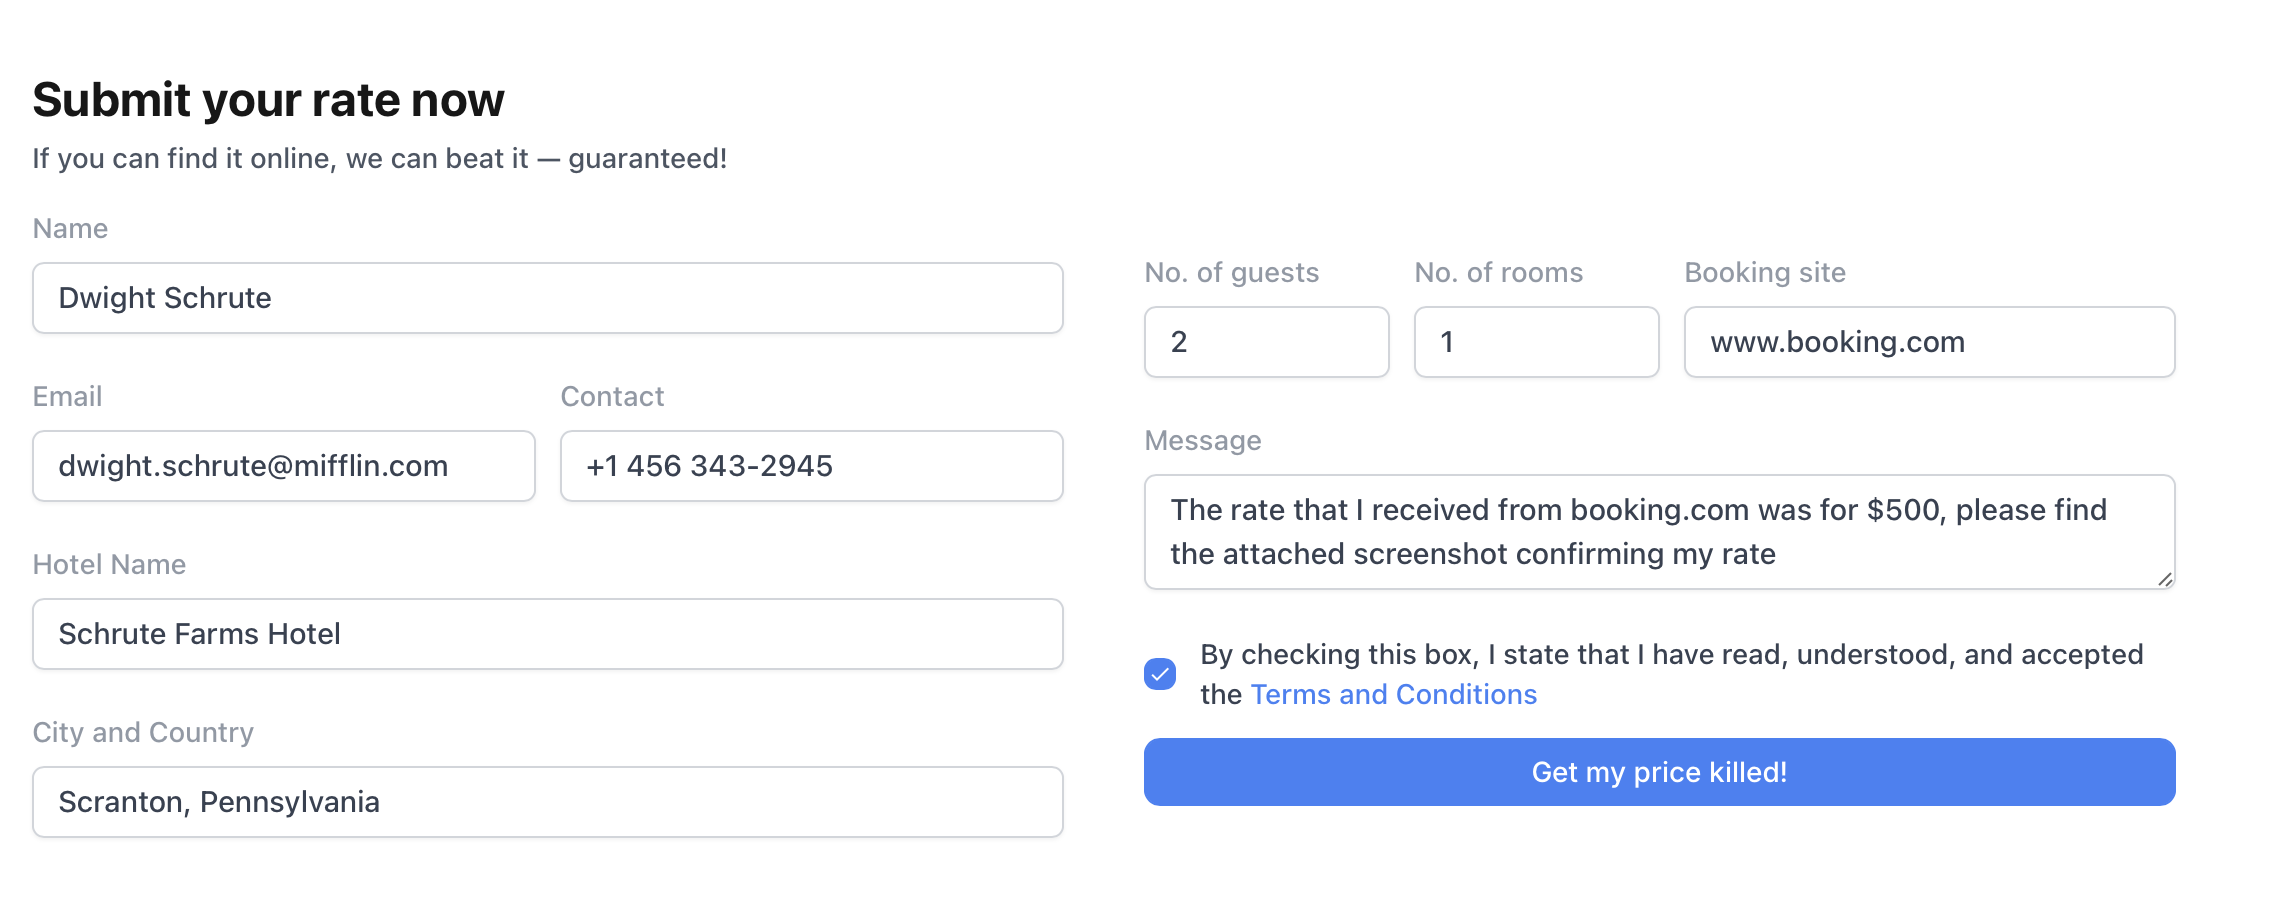 Submit your rate now
If you can find it online, we can beat it — guaranteed!
Name
Dwight Schrute
Email
Contact
dwight.schrute@mifflin.com
+1 456 343-2945
Hotel Name
Schrute Farms Hotel
City and Country
Scranton, Pennsylvania
No. of guests
No. of rooms
Booking site
2
1
www.booking.com
Message
The rate that I received from booking.com was for $500, please find
the attached screenshot confirming my rate
By checking this box, I state that I have read, understood, and accepted
the Terms and Conditions
Get my price killed!